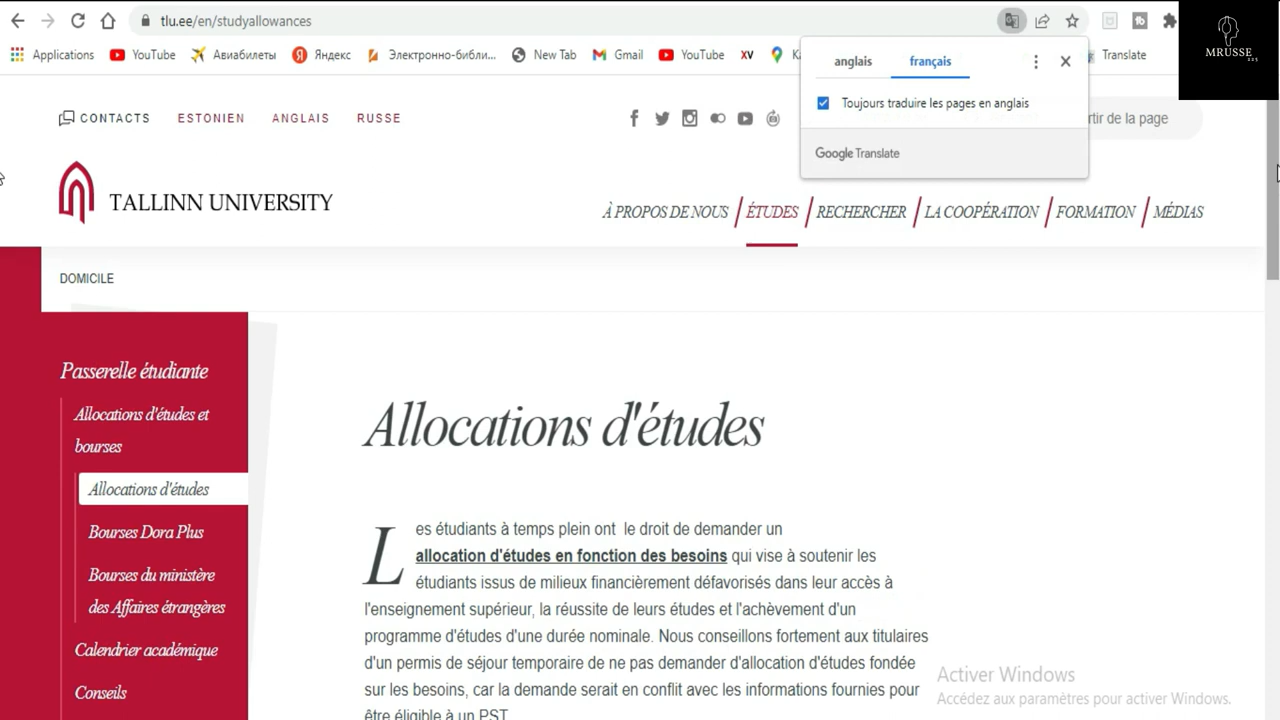 tlu.ee/en/studyallowances
Applications YouTube Авиабилеты Яндекс Электронно-библи... New Tab Gmail YouTube XV Translate
MRUSSE
225
anglais français
Toujours traduire les pages en anglais
Google Translate
CONTACTS ESTONIEN ANGLAIS RUSSE
rtir de la page
TALLINN UNIVERSITY
À PROPOS DE NOUS ÉTUDES RECHERCHER LA COOPÉRATION FORMATION MÉDIAS
DOMICILE
Passerelle étudiante
Allocations d'études et
bourses
Allocations d'études
Bourses Dora Plus
Bourses du ministère
des Affaires étrangères
Calendrier académique
Conseils
Allocations d'études
Les étudiants à temps plein ont le droit de demander un
allocation d'études en fonction des besoins qui vise à soutenir les
étudiants issus de milieux financièrement défavorisés dans leur accès à
l'enseignement supérieur, la réussite de leurs études et l'achèvement d'un
programme d'études d'une durée nominale. Nous conseillons fortement aux titulaires
d'un permis de séjour temporaire de ne pas demander d'allocation d'études fondée
sur les besoins, car la demande serait en conflit avec les informations fournies pour
être éligible à un PST.
Activer Windows
Accédez aux paramètres pour activer Windows.